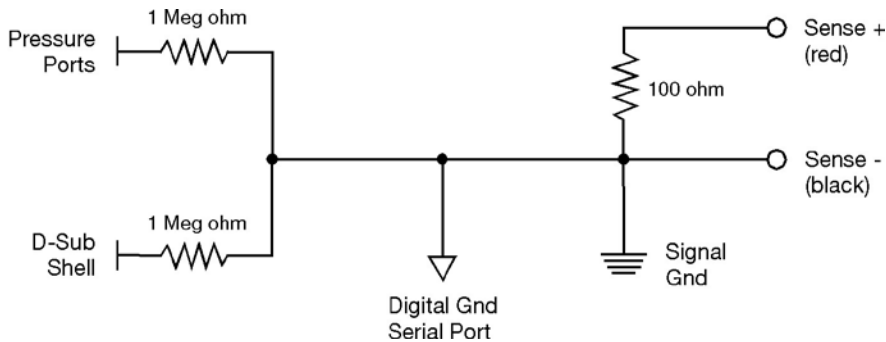 1 Meg ohm
Pressure
Ports
Sense +
(red)
100 ohm
Sense -
(black)
1 Meg ohm
D-Sub
Shell
Signal
Gnd
Digital Gnd
Serial Port